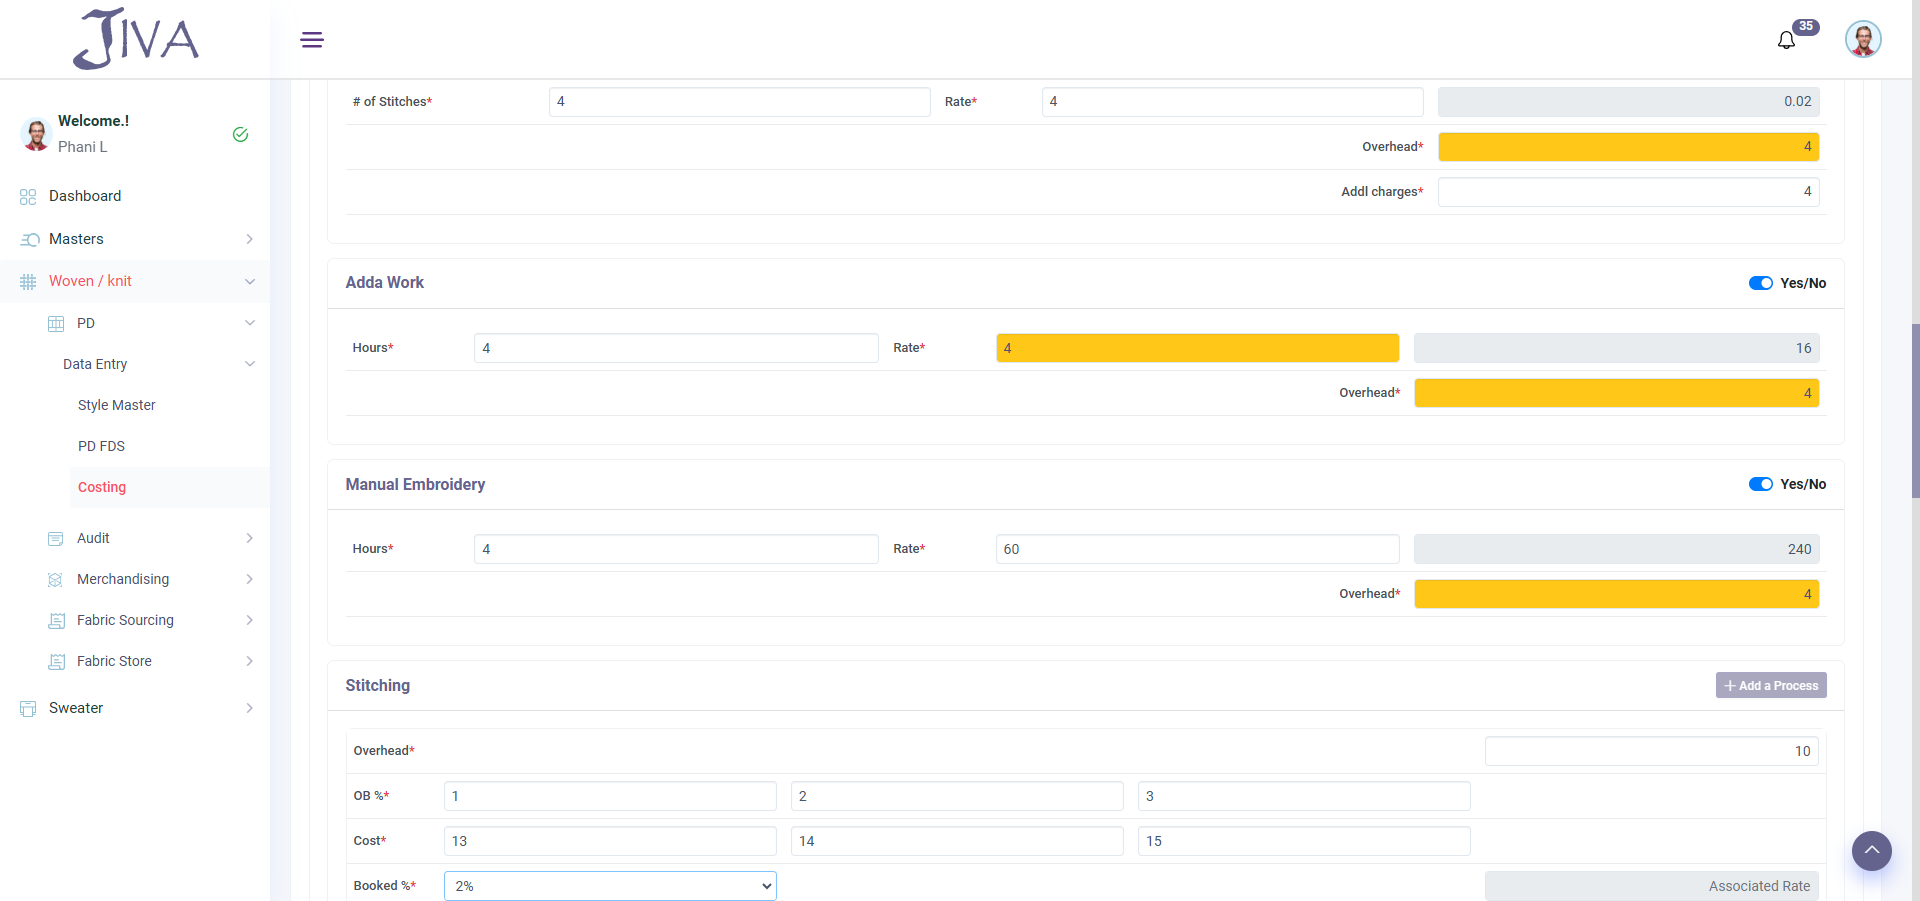 JIVA
35
Welcome.!
Phani L
Dashboard
Masters
Woven / knit
PD
Data Entry
Style Master
PD FDS
Costing
Audit
Merchandising
Fabric Sourcing
Fabric Store
Sweater
# of Stitches* 4 Rate* 4 0.02
Overhead* 4
Addl charges* 4
Adda Work Yes/No
Hours* 4 Rate* 4 16
Overhead* 4
Manual Embroidery Yes/No
Hours* 4 Rate* 60 240
Overhead* 4
Stitching + Add a Process
Overhead* 10
OB %* 1 2 3
Cost* 13 14 15
Booked %* 2% Associated Rate